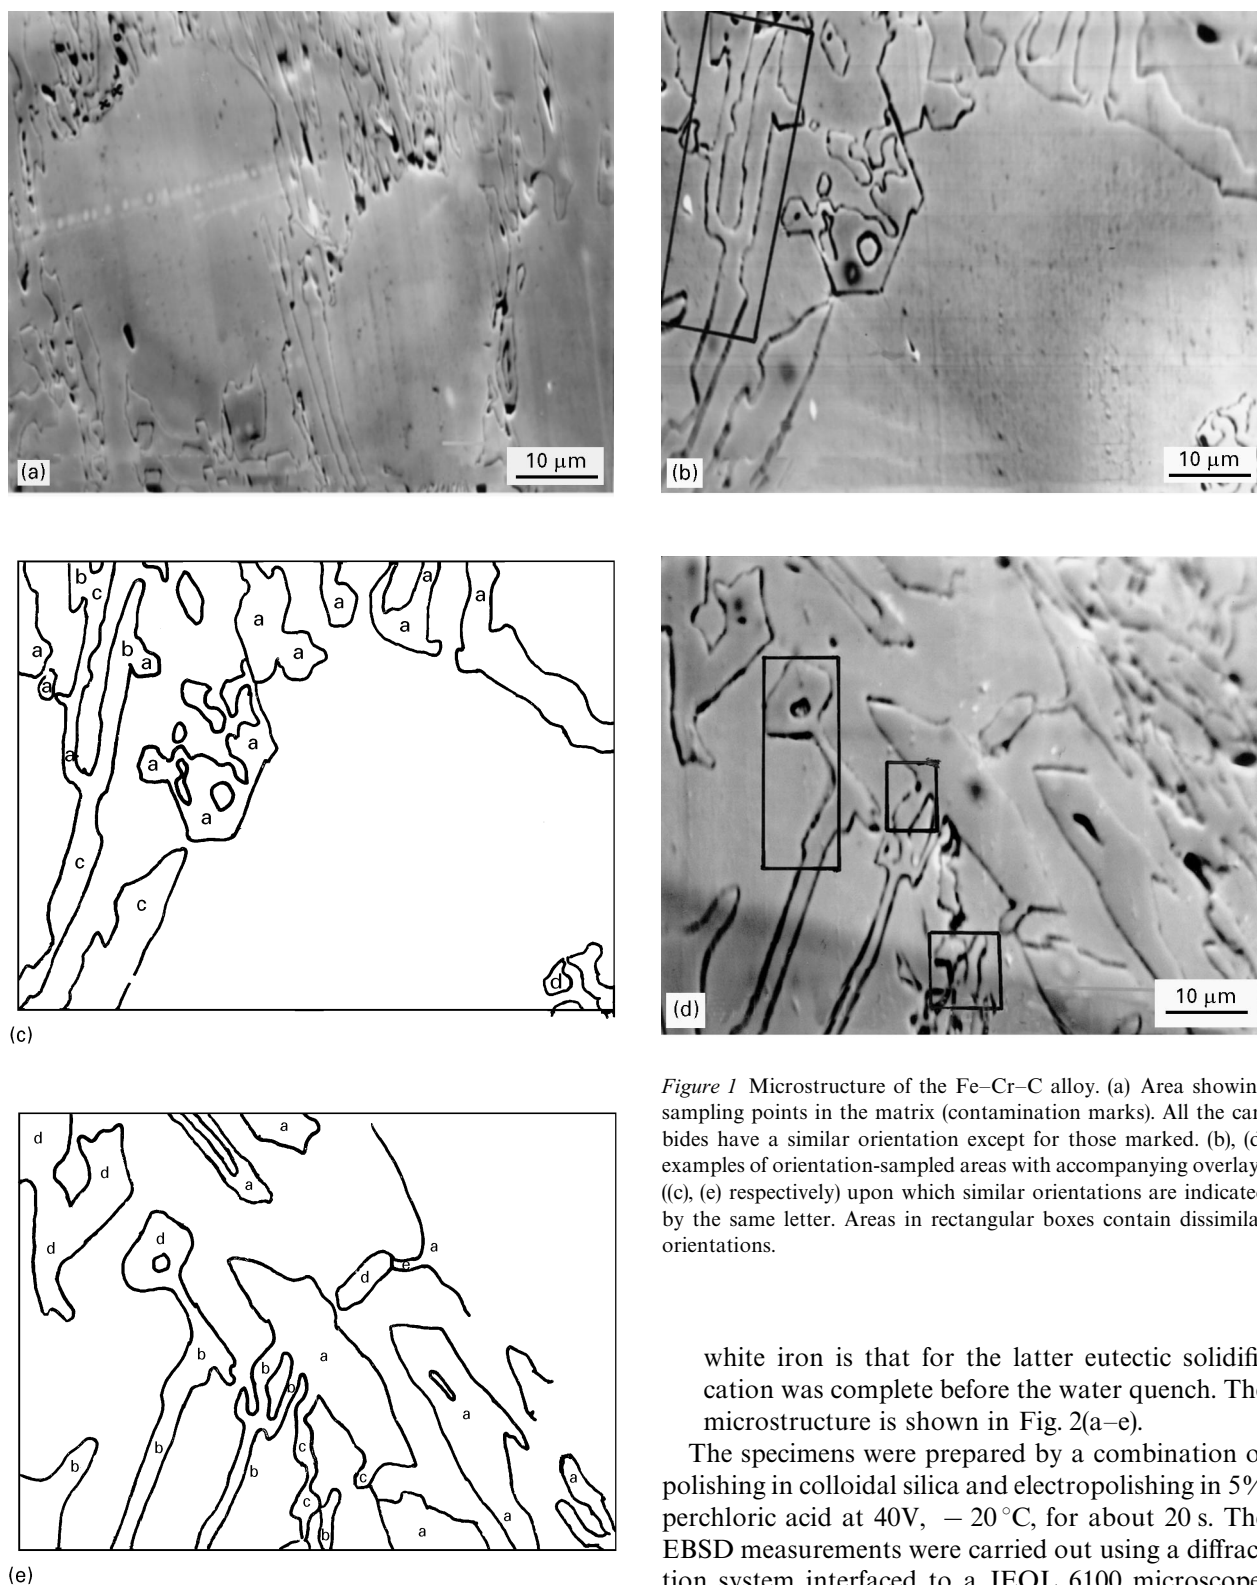 (a)
10 μm
(b)
10 μm
b
c
a
a
a
a
a
a
b
a
a
a
a
a
a
a
c
c
d
(c)
(d)
10 μm
Figure 1 Microstructure of the Fe–Cr–C alloy. (a) Area showin
sampling points in the matrix (contamination marks). All the car
bides have a similar orientation except for those marked. (b), (d
examples of orientation-sampled areas with accompanying overlay
((c), (e) respectively) upon which similar orientations are indicate
by the same letter. Areas in rectangular boxes contain dissimila
orientations.
d
d
a
a
d
d
a
e
d
b
b
a
b
a
b
b
b
c
c
c
b
a
a
a
(e)
white iron is that for the latter eutectic solidifi
cation was complete before the water quench. The
microstructure is shown in Fig. 2(a–e).
The specimens were prepared by a combination o
polishing in colloidal silica and electropolishing in 5%
perchloric acid at 40V, − 20 °C, for about 20 s. The
EBSD measurements were carried out using a diffrac
tion system interfaced to a JEOL 6100 microscope